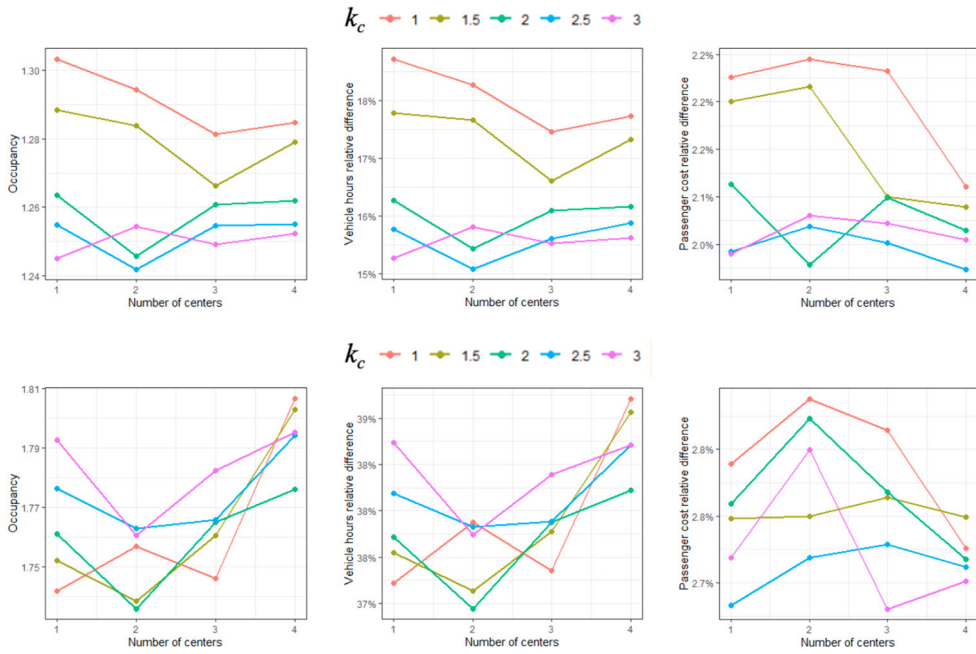 k_c 1 1.5 2 2.5 3
Occupancy
1.30
1.28
1.26
1.24
1 2 3 4
Number of centers
Vehicle hours relative difference
18%
17%
16%
15%
1 2 3 4
Number of centers
Passenger cost relative difference
2.2%
2.2%
2.2%
2.1%
2.0%
1 2 3 4
Number of centers
k_c 1 1.5 2 2.5 3
Occupancy
1.81
1.79
1.77
1.75
1 2 3 4
Number of centers
Vehicle hours relative difference
39%
38%
38%
38%
37%
1 2 3 4
Number of centers
Passenger cost relative difference
2.8%
2.8%
2.7%
1 2 3 4
Number of centers